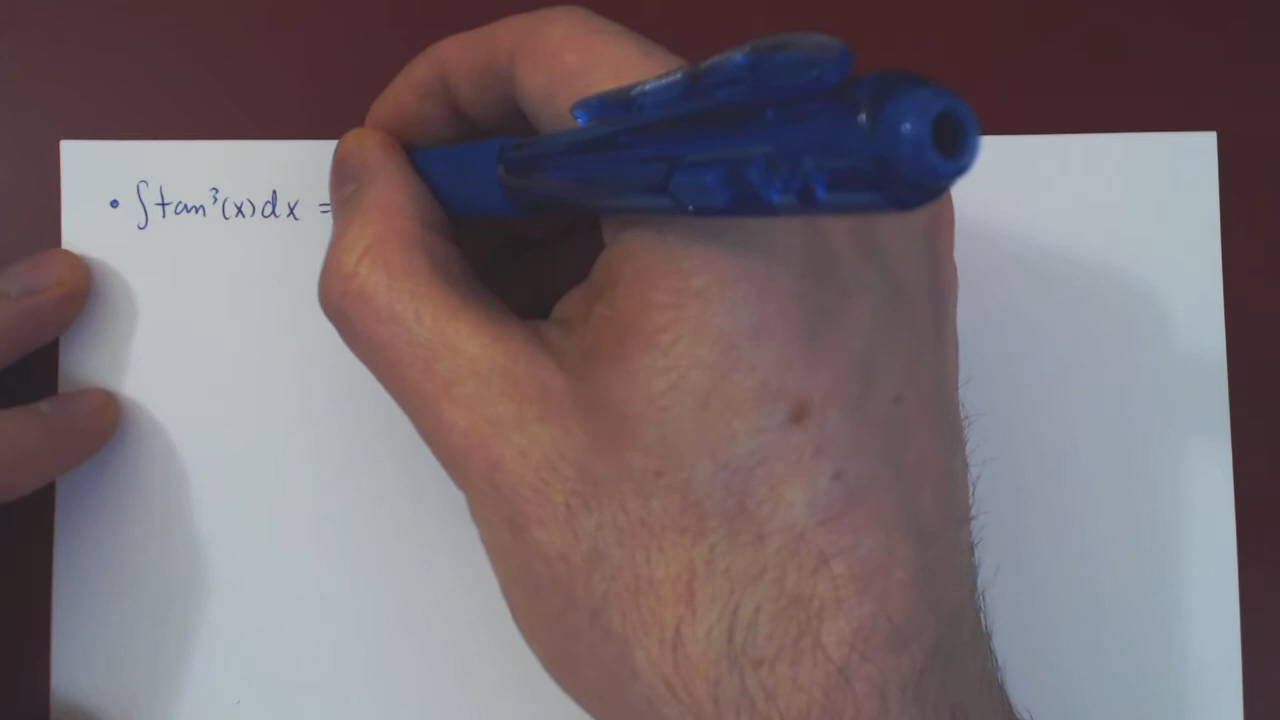 • ∫tan³(x)dx =